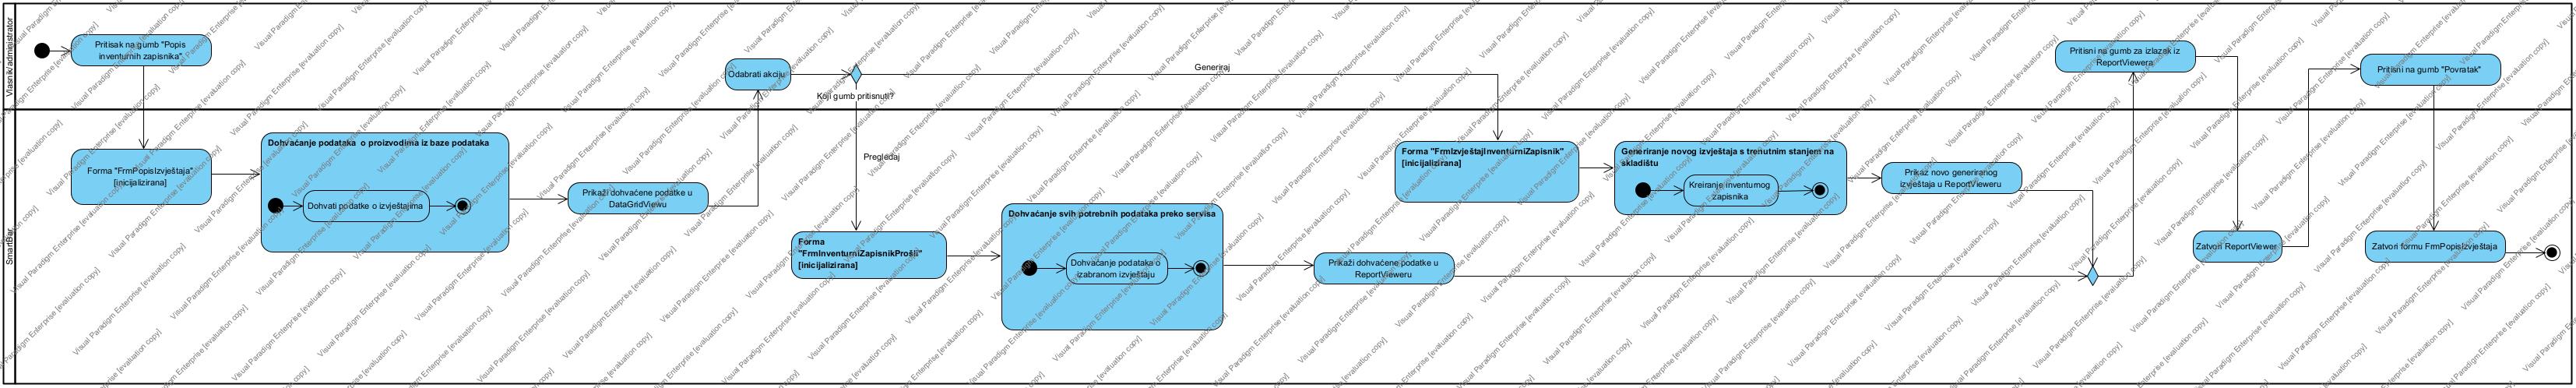 Vlasnik/administrator
Pritisak na gumb "Popis
inventurnih zapisnika"
Odabrati akciju
Koji gumb pritisnuti?
Generiraj
Pregledaj
Pritisni na gumb za izlazak iz
ReportViewera
Pritisni na gumb "Povratak"
SmartBar
Forma "FrmPopisIzvještaja"
[inicijalizirana]
Dohvaćanje podataka o proizvodima iz baze podataka
Dohvati podatke o izvještajima
Prikaži dohvaćene podatke u
DataGridViewu
Forma
"FrmInventurniZapisnikProšli"
[inicijalizirana]
Dohvaćanje svih potrebnih podataka preko servisa
Dohvaćanje podataka o
izabranom izvještaju
Prikaži dohvaćene podatke u
ReportVieweru
Forma "FrmIzvještajInventurniZapisnik"
[inicijalizirana]
Generiranje novog izvještaja s trenutnim stanjem na
skladištu
Kreiranje inventurnog
zapisnika
Prikaz novo generiranog
izvještaja u ReportVieweru
Zatvori ReportViewer
Zatvori formu FrmPopisIzvještaja
Visual Paradigm Enterprise [evaluation copy]